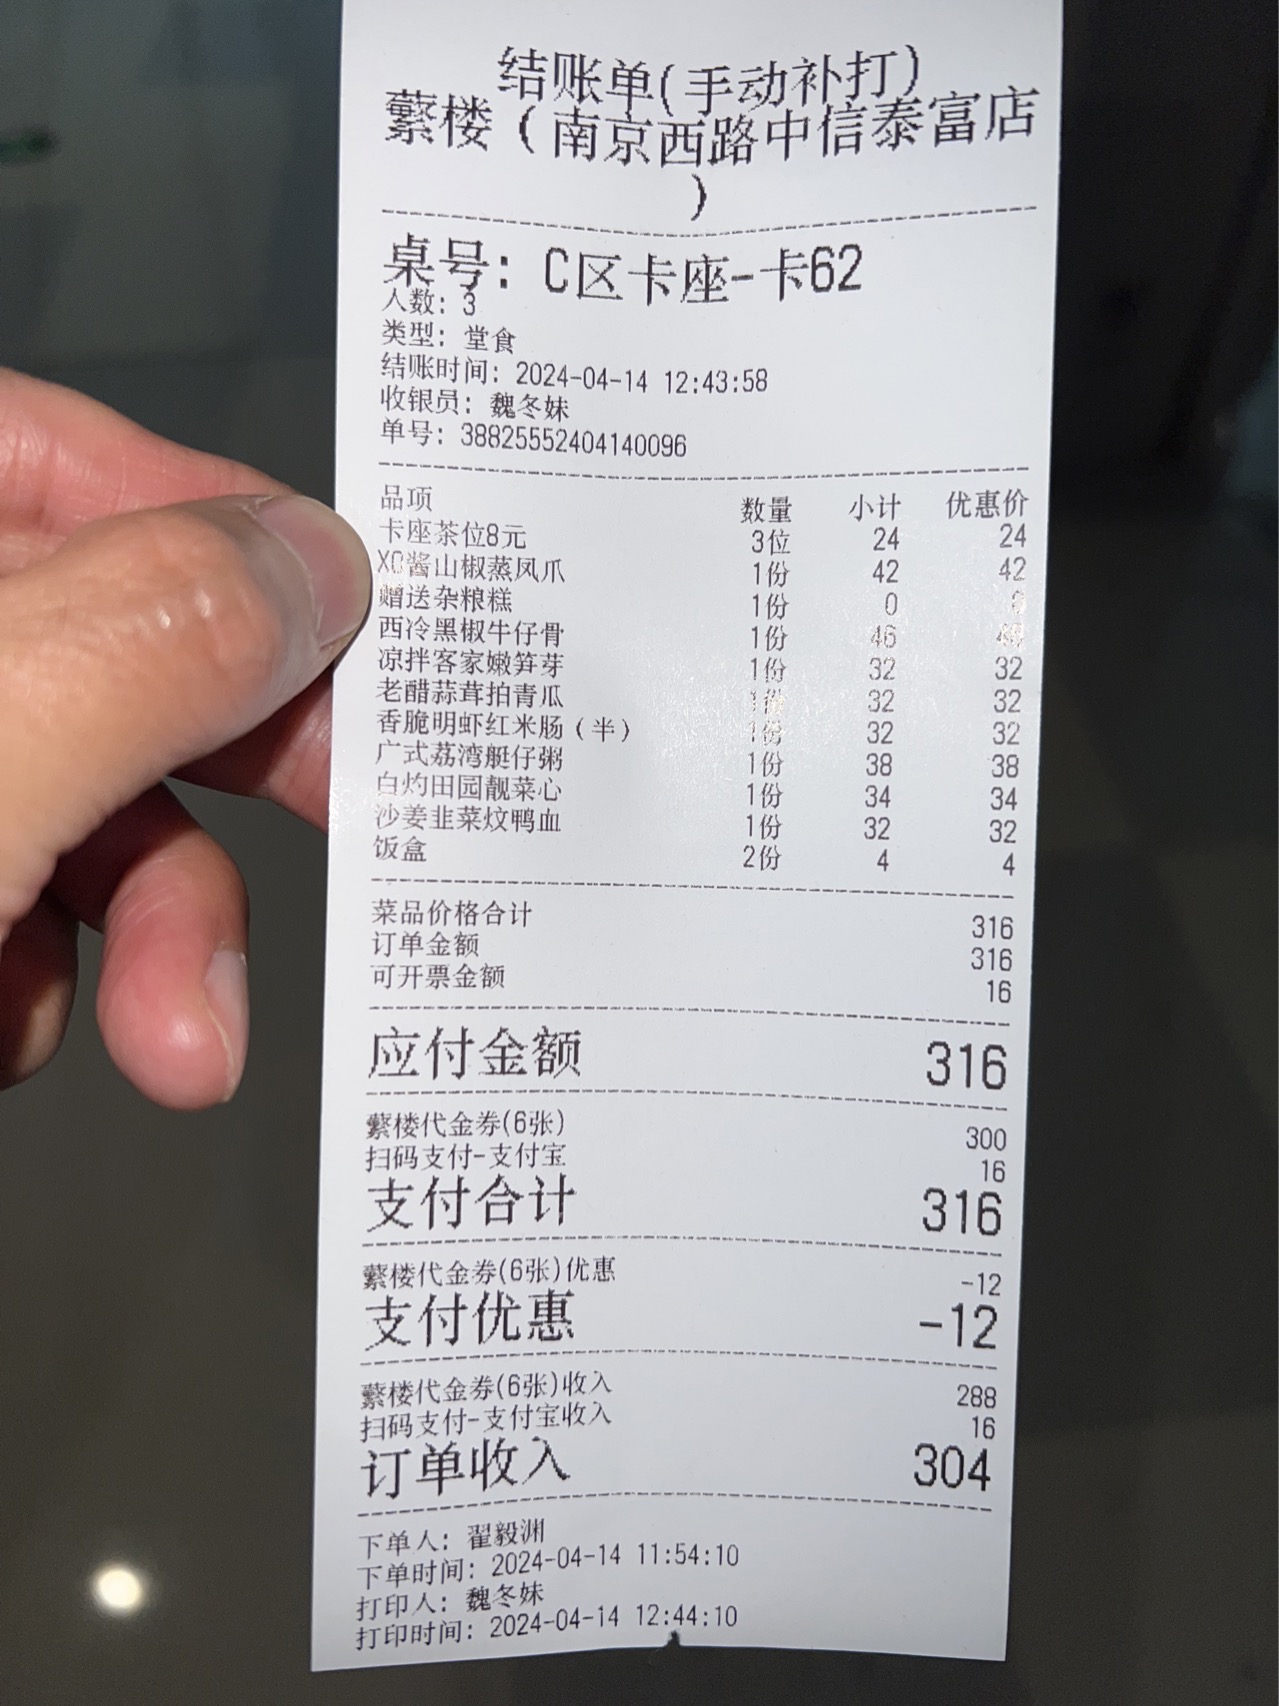 结账单(手动补打)
蘩楼（南京西路中信泰富店
）
桌号: C区卡座-卡62
人数: 3
类型: 堂食
结账时间: 2024-04-14 12:43:58
收银员: 魏冬妹
单号: 38825552404140096
品项 数量 小计 优惠价
卡座茶位8元 3位 24 24
XO酱山椒蒸凤爪 1份 42 42
赠送杂粮糕 1份 0 0
西冷黑椒牛仔骨 1份 46 46
凉拌客家嫩笋芽 1份 32 32
老醋蒜茸拍青瓜 1份 32 32
香脆明虾红米肠（半） 1份 32 32
广式荔湾艇仔粥 1份 38 38
白灼田园靓菜心 1份 34 34
沙姜韭菜炆鸭血 1份 32 32
饭盒 2份 4 4
菜品价格合计 316
订单金额 316
可开票金额 16
应付金额 316
蘩楼代金券(6张) 300
扫码支付-支付宝 16
支付合计 316
蘩楼代金券(6张)优惠 -12
支付优惠 -12
蘩楼代金券(6张)收入 288
扫码支付-支付宝收入 16
订单收入 304
下单人: 翟毅渊
下单时间: 2024-04-14 11:54:10
打印人: 魏冬妹
打印时间: 2024-04-14 12:44:10